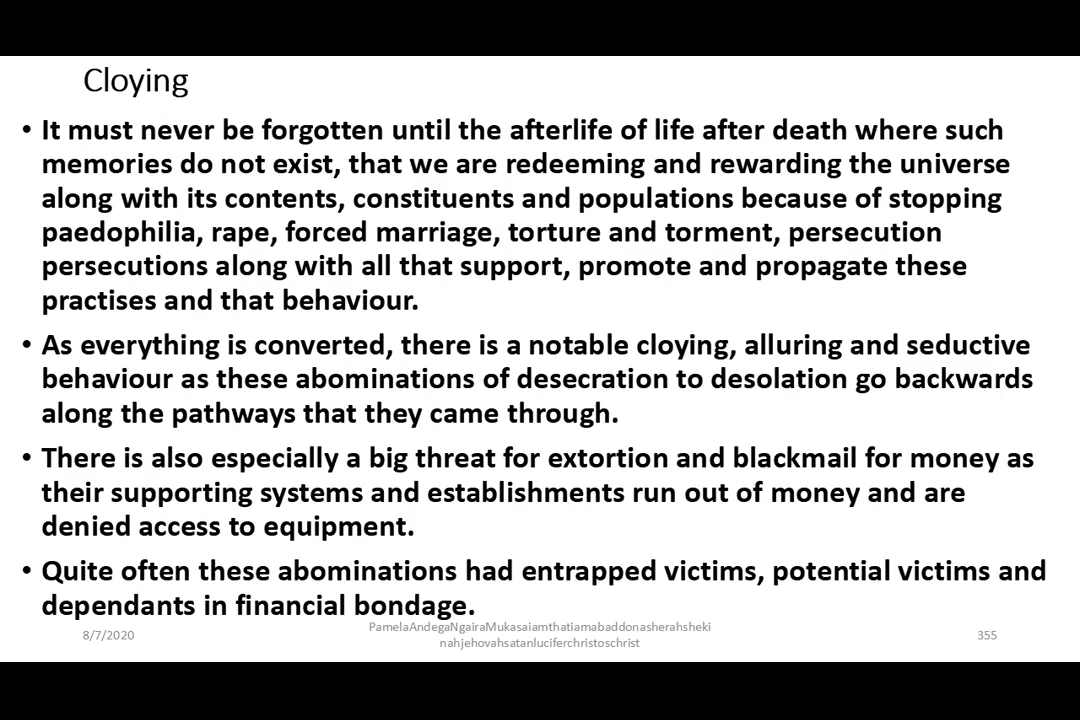 Cloying
• It must never be forgotten until the afterlife of life after death where such
memories do not exist, that we are redeeming and rewarding the universe
along with its contents, constituents and populations because of stopping
paedophilia, rape, forced marriage, torture and torment, persecution
persecutions along with all that support, promote and propagate these
practises and that behaviour.
• As everything is converted, there is a notable cloying, alluring and seductive
behaviour as these abominations of desecration to desolation go backwards
along the pathways that they came through.
• There is also especially a big threat for extortion and blackmail for money as
their supporting systems and establishments run out of money and are
denied access to equipment.
• Quite often these abominations had entrapped victims, potential victims and
dependants in financial bondage.
8/7/2020
PamelaAndegaNgairaMukasaiamthatiamabaddonasherahsheki
nahjehovahsatanluciferchristoschrist
355